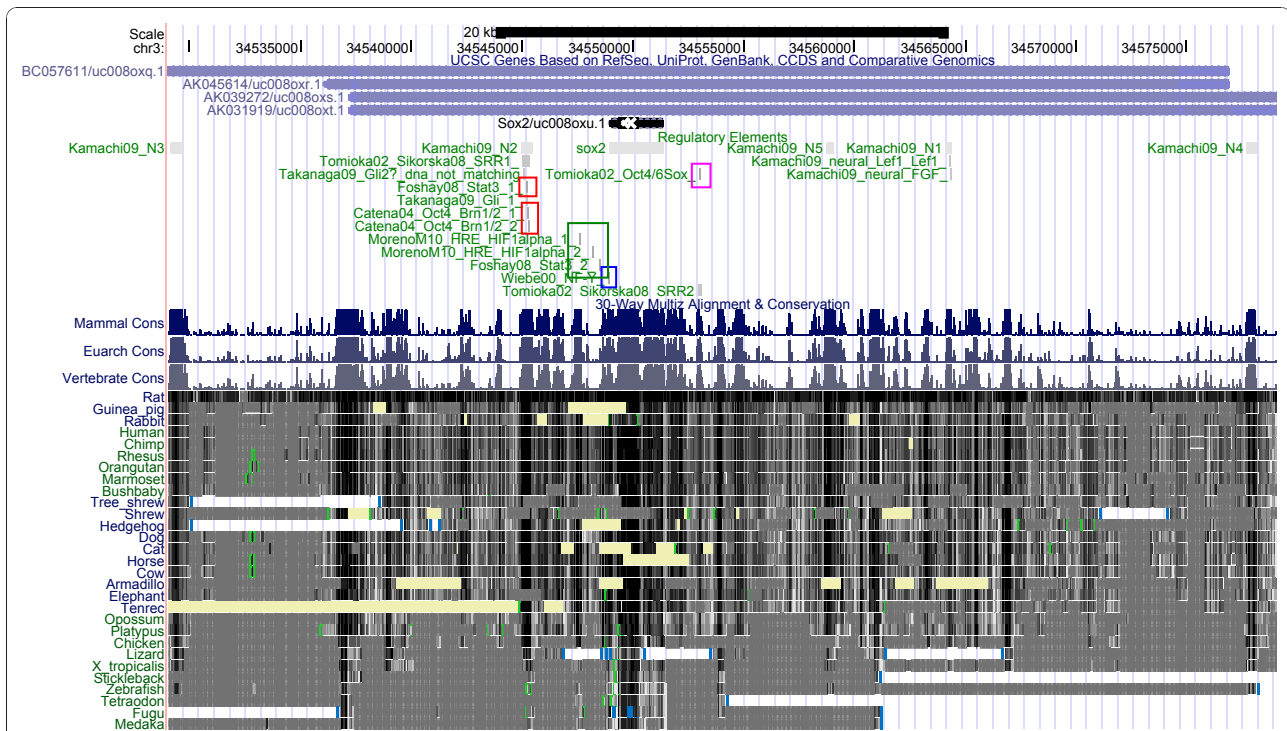 Scale 20 kb
chr3: 34535000 34540000 34545000 34550000 34555000 34560000 34565000 34570000 34575000
UCSC Genes Based on RefSeq, UniProt, GenBank, CCDS and Comparative Genomics
BC057611/uc008oxq.1
AK045614/uc008oxr.1
AK039272/uc008oxs.1
AK031919/uc008oxt.1
Sox2/uc008oxu.1
Regulatory Elements
Kamachi09_N3 Kamachi09_N2 sox2 Kamachi09_N5 Kamachi09_N1 Kamachi09_N4
Tomioka02_Sikorska08_SRR1 Kamachi09_neural_Lef1_Lef1
Takanaga09_Gli2?_dna_not_matching Tomioka02_Oct4/6Sox Kamachi09_neural_FGF
Foshay08_Stat3_1
Takanaga09_Gli_1
Catena04_Oct4_Brn1/2_1
Catena04_Oct4_Brn1/2_2
MorenoM10_HRE_HIF1alpha_1
MorenoM10_HRE_HIF1alpha_2
Foshay08_Stat3_2
Wiebe00_NF-Y
Tomioka02_Sikorska08_SRR2
30-Way Multiz Alignment & Conservation
Mammal Cons
Euarch Cons
Vertebrate Cons
Rat
Guinea_pig
Rabbit
Human
Chimp
Rhesus
Orangutan
Marmoset
Bushbaby
Tree_shrew
Shrew
Hedgehog
Dog
Cat
Horse
Cow
Armadillo
Elephant
Tenrec
Opossum
Platypus
Chicken
Lizard
X_tropicalis
Stickleback
Zebrafish
Tetraodon
Fugu
Medaka